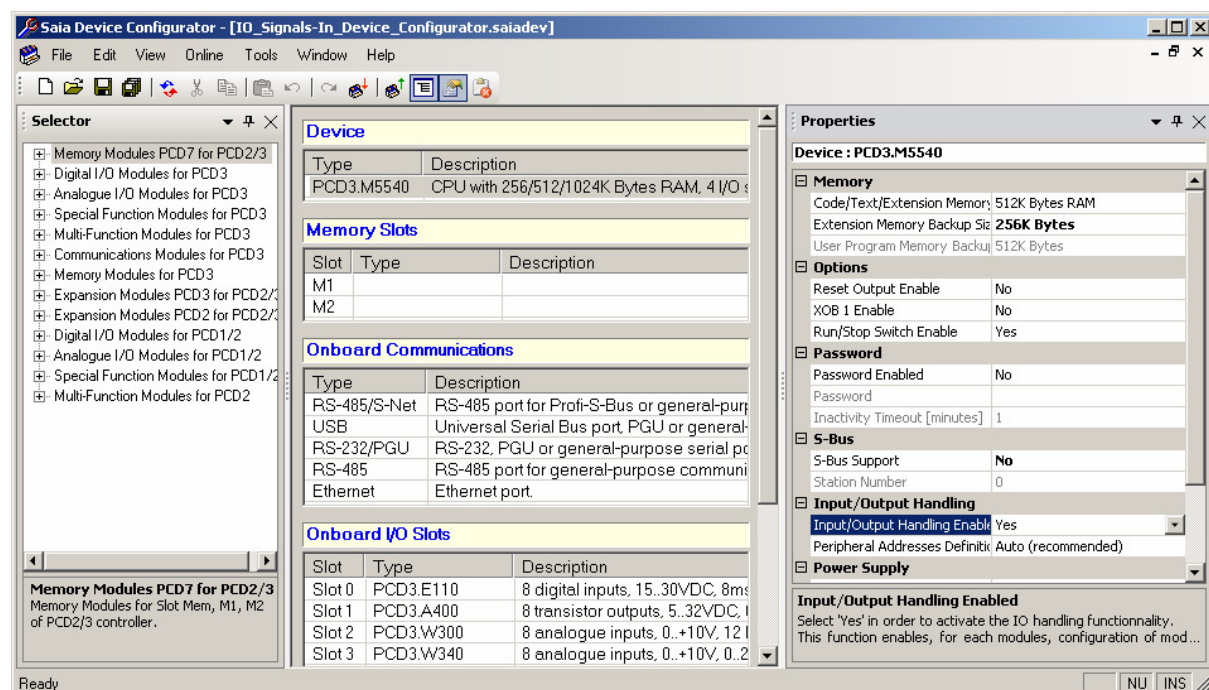 Saia Device Configurator - [IO_Signals-In_Device_Configurator.saiadev]
File Edit View Online Tools Window Help
Selector
Memory Modules PCD7 for PCD2/3
Digital I/O Modules for PCD3
Analogue I/O Modules for PCD3
Special Function Modules for PCD3
Multi-Function Modules for PCD3
Communications Modules for PCD3
Memory Modules for PCD3
Expansion Modules PCD3 for PCD2/
Expansion Modules PCD2 for PCD2/
Digital I/O Modules for PCD1/2
Analogue I/O Modules for PCD1/2
Special Function Modules for PCD1/2
Multi-Function Modules for PCD2
Memory Modules PCD7 for PCD2/3
Memory Modules for Slot Mem, M1, M2
of PCD2/3 controller.
Device
Type Description
PCD3.M5540 CPU with 256/512/1024K Bytes RAM, 4 I/O
Memory Slots
Slot Type Description
M1
M2
Onboard Communications
Type Description
RS-485/S-Net RS-485 port for Profi-S-Bus or general-purp
USB Universal Serial Bus port, PGU or general-
RS-232/PGU RS-232, PGU or general-purpose serial po
RS-485 RS-485 port for general-purpose communi
Ethernet Ethernet port.
Onboard I/O Slots
Slot Type Description
Slot 0 PCD3.E110 8 digital inputs, 15..30VDC, 8ms
Slot 1 PCD3.A400 8 transistor outputs, 5..32VDC,
Slot 2 PCD3.W300 8 analogue inputs, 0..+10V, 12
Slot 3 PCD3.W340 8 analogue inputs, 0..+10V, 0..2
Properties
Device : PCD3.M5540
Memory
Code/Text/Extension Memory 512K Bytes RAM
Extension Memory Backup Siz 256K Bytes
User Program Memory Backu 512K Bytes
Options
Reset Output Enable No
XOB 1 Enable No
Run/Stop Switch Enable Yes
Password
Password Enabled No
Password
Inactivity Timeout [minutes] 1
S-Bus
S-Bus Support No
Station Number 0
Input/Output Handling
Input/Output Handling Enable Yes
Peripheral Addresses Definitic Auto (recommended)
Power Supply
Input/Output Handling Enabled
Select 'Yes' in order to activate the IO handling functionnality.
This function enables, for each modules, configuration of mod...
Ready
NU INS